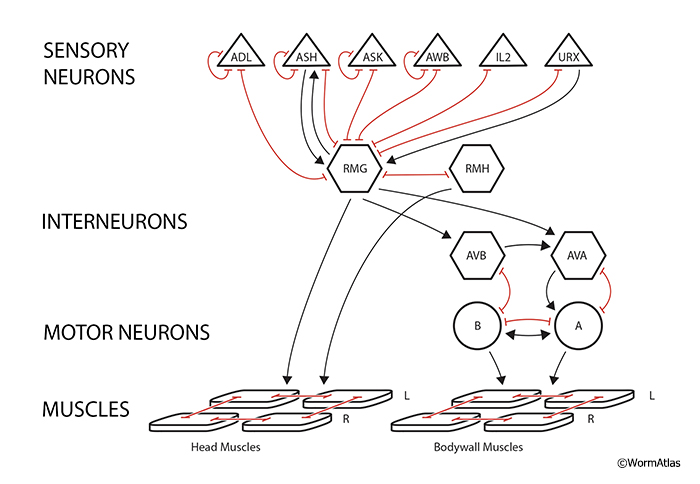 SENSORY
NEURONS
ADL ASH ASK AWB IL2 URX
RMG RMH
INTERNEURONS
AVB AVA
MOTOR NEURONS
B A
MUSCLES
L L
R R
Head Muscles Bodywall Muscles
©WormAtlas